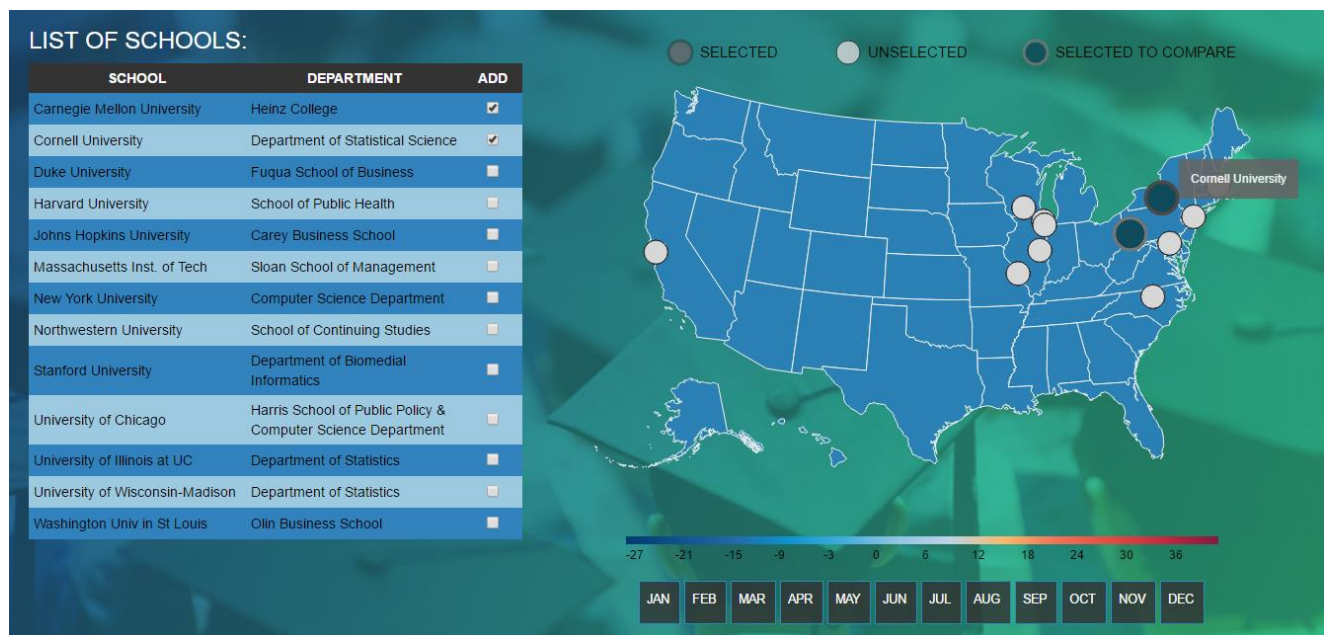 LIST OF SCHOOLS:
SCHOOL DEPARTMENT ADD
Carnegie Mellon University Heinz College
Cornell University Department of Statistical Science
Duke University Fuqua School of Business
Harvard University School of Public Health
Johns Hopkins University Carey Business School
Massachusetts Inst. of Tech Sloan School of Management
New York University Computer Science Department
Northwestern University School of Continuing Studies
Stanford University Department of Biomedial
Informatics
University of Chicago Harris School of Public Policy &
Computer Science Department
University of Illinois at UC Department of Statistics
University of Wisconsin-Madison Department of Statistics
Washington Univ in St Louis Olin Business School
SELECTED UNSELECTED SELECTED TO COMPARE
Cornell University
-27 -21 -15 -9 -3 0 6 12 18 24 30 36
JAN FEB MAR APR MAY JUN JUL AUG SEP OCT NOV DEC